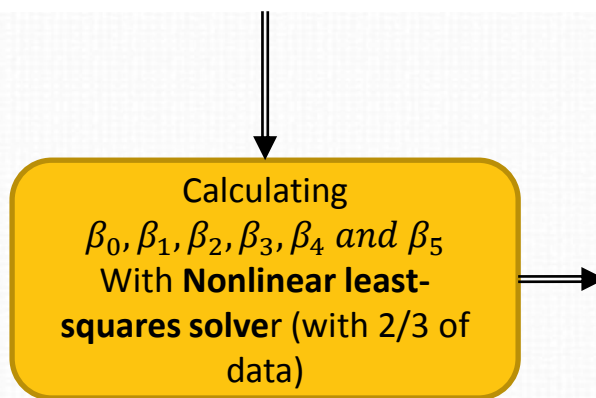 Calculating
β₀, β₁, β₂, β₃, β₄ and β₅
With Nonlinear least-
squares solver (with 2/3 of
data)